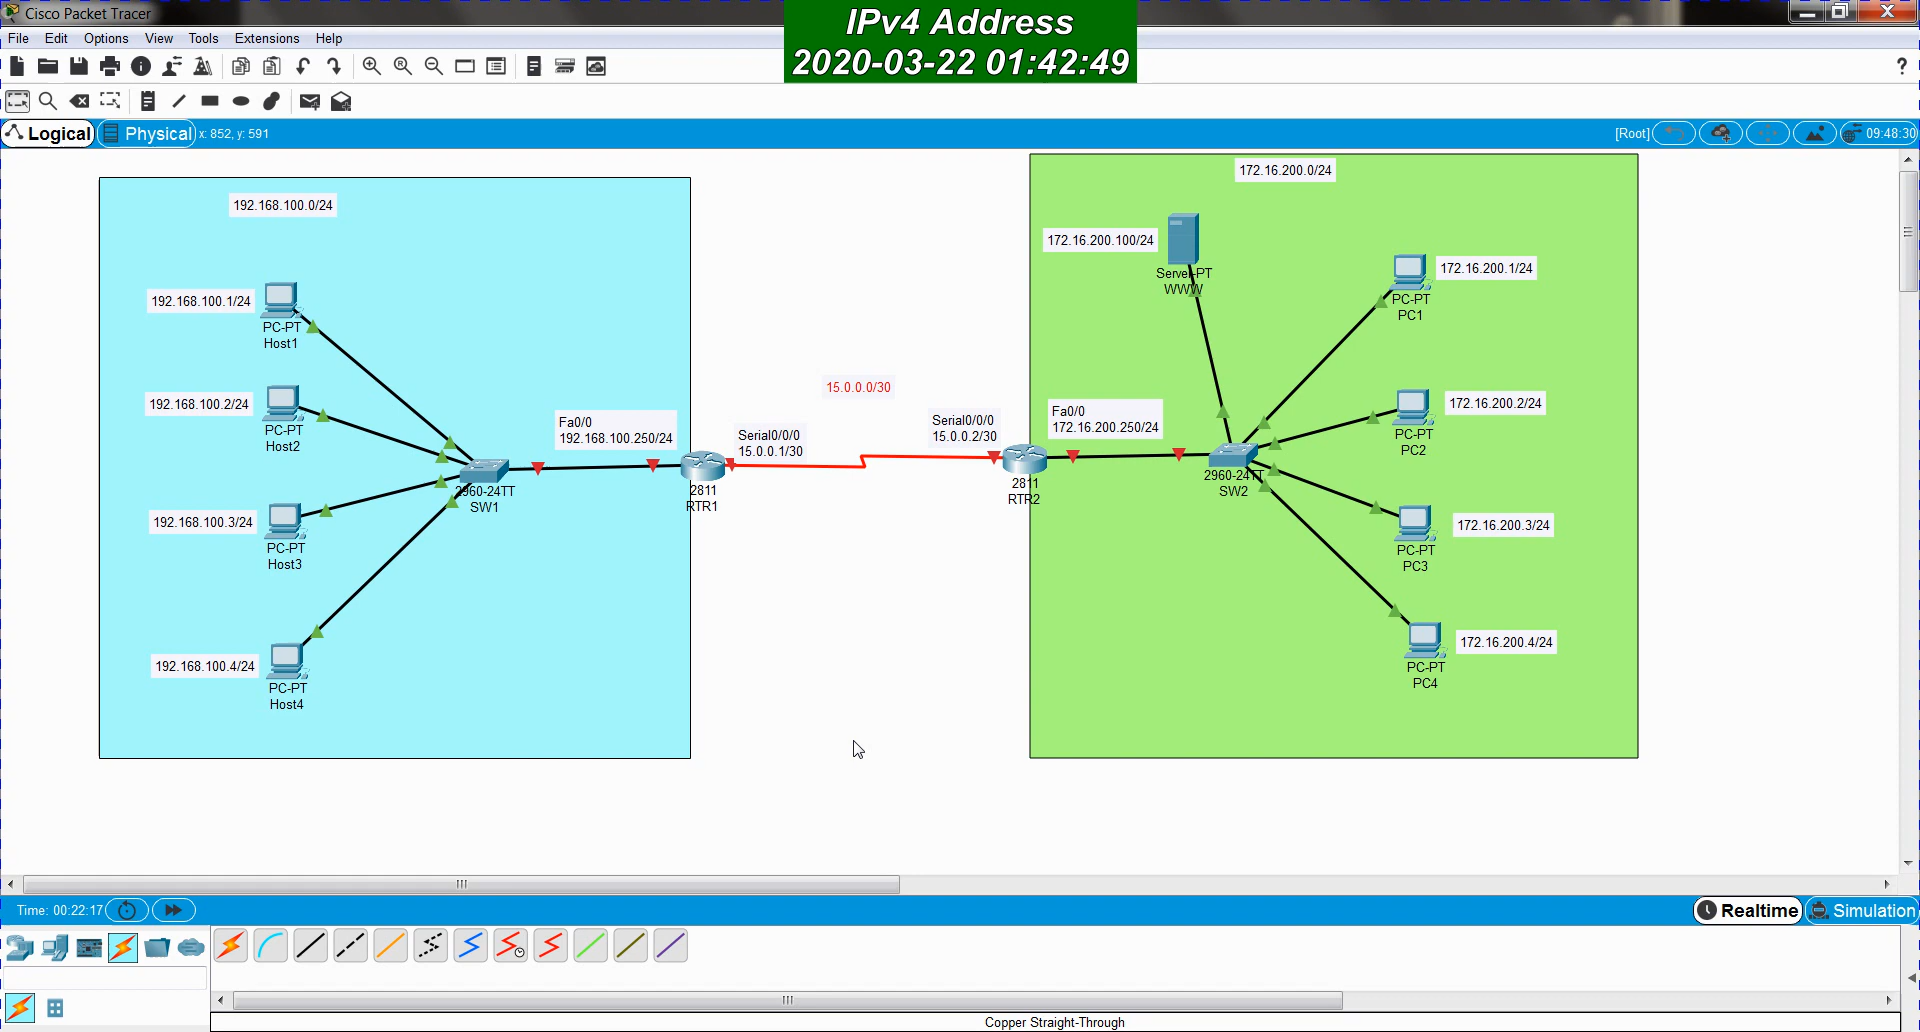 Cisco Packet Tracer
IPv4 Address
2020-03-22 01:42:49
File Edit Options View Tools Extensions Help
Logical Physical x: 852, y: 591
[Root] 09:48:30
192.168.100.0/24
192.168.100.1/24
PC-PT
Host1
192.168.100.2/24
PC-PT
Host2
192.168.100.3/24
PC-PT
Host3
192.168.100.4/24
PC-PT
Host4
2960-24TT
SW1
Fa0/0
192.168.100.250/24
2811
RTR1
Serial0/0/0
15.0.0.1/30
15.0.0.0/30
Serial0/0/0
15.0.0.2/30
2811
RTR2
172.16.200.0/24
172.16.200.100/24
Server-PT
WWW
Fa0/0
172.16.200.250/24
2960-24TT
SW2
172.16.200.1/24
PC-PT
PC1
172.16.200.2/24
PC-PT
PC2
172.16.200.3/24
PC-PT
PC3
172.16.200.4/24
PC-PT
PC4
Time: 00:22:17
Realtime Simulation
Copper Straight-Through